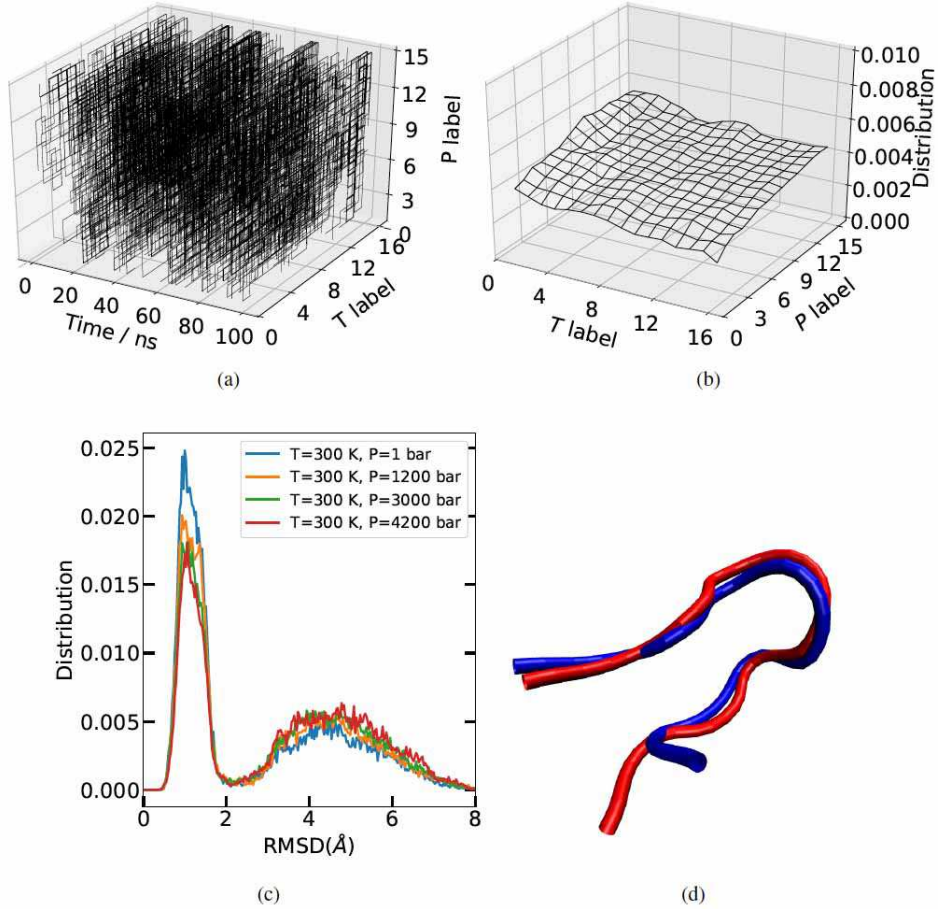 15
12
9
6
3
0
P label
16
12
8
4
0
T label
0
20
40
60
80
100
Time / ns
(a)
0.010
0.008
0.006
0.004
0.002
0.000
Distribution
15
12
9
6
3
0
P label
0
4
8
12
16
T label
(b)
0.025
0.020
0.015
0.010
0.005
0.000
Distribution
T=300 K, P=1 bar
T=300 K, P=1200 bar
T=300 K, P=3000 bar
T=300 K, P=4200 bar
0 2 4 6 8
RMSD(Å)
(c)
(d)